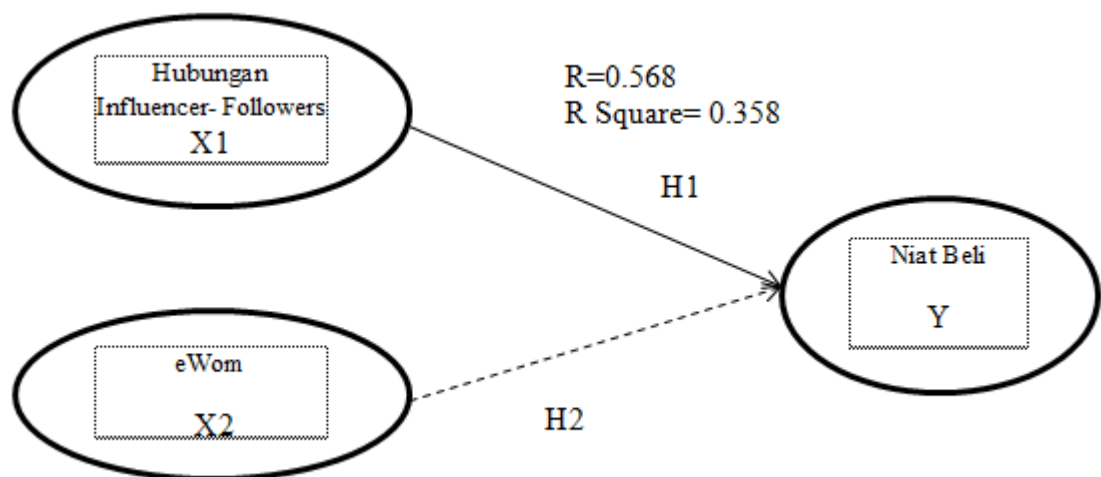 Hubungan
Influencer- Followers
X1
R=0.568
R Square= 0.358
H1
Niat Beli
Y
eWom
X2
H2